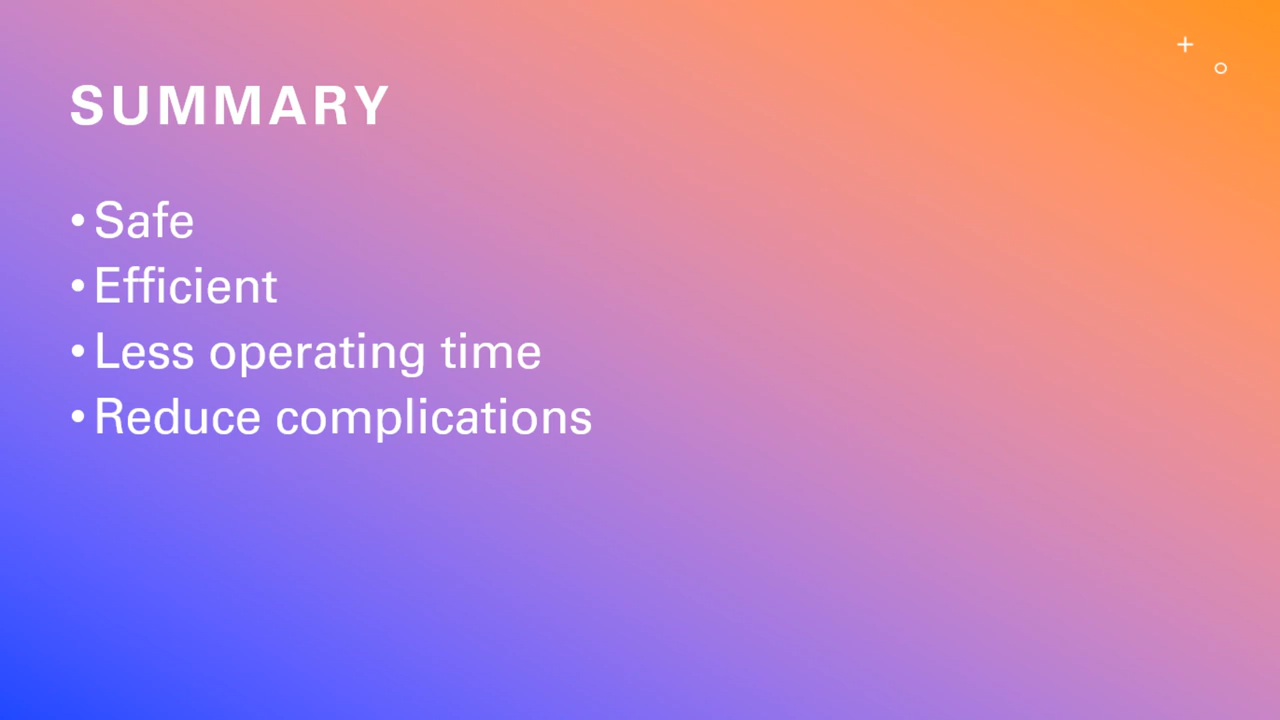 SUMMARY
• Safe
• Efficient
• Less operating time
• Reduce complications